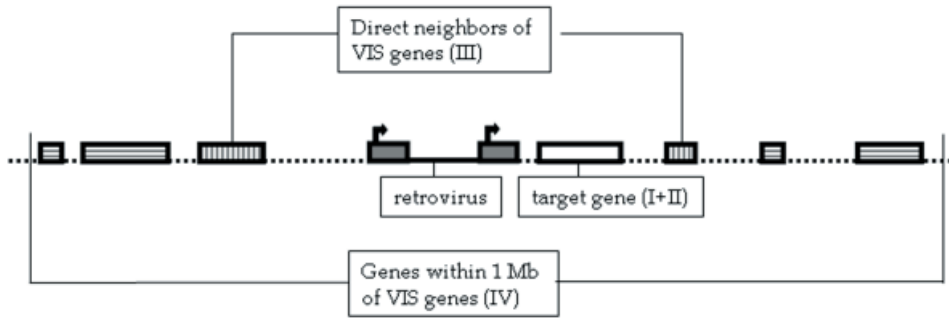 Direct neighbors of
VIS genes (III)
retrovirus
target gene (I+II)
Genes within 1 Mb
of VIS genes (IV)